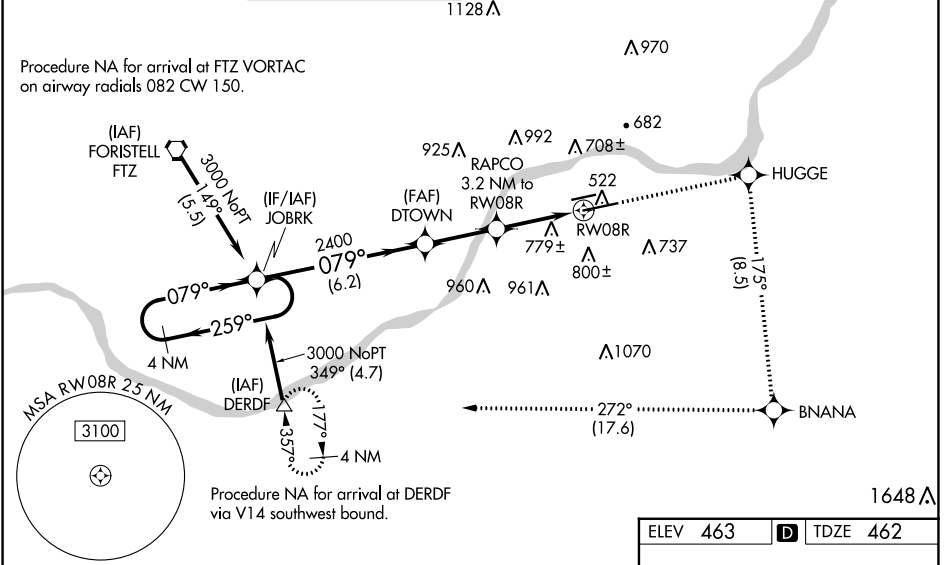 1128
970
Procedure NA for arrival at FTZ VORTAC
on airway radials 082 CW 150.
(IAF)
FORISTELL
FTZ
3000 NoPT
149°
(5.5)
(IF/IAF)
JOBRK
925
992
682
708±
RAPCO
3.2 NM to
RW08R
522
HUGGE
(FAF)
DTOWN
RW08R
2400
079°
(6.2)
779±
800±
737
960
961
079°
259°
4 NM
175°
(8.5)
3000 NoPT
349° (4.7)
1070
(IAF)
DERDF
177°
357°
4 NM
272°
(17.6)
BNANA
MSA RW08R 25 NM
3100
Procedure NA for arrival at DERDF
via V14 southwest bound.
1648
ELEV 463 D TDZE 462